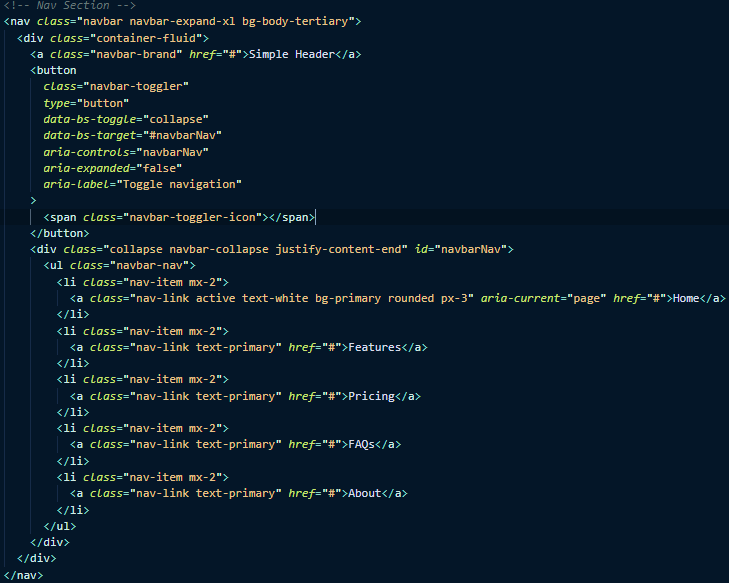 <!-- Nav Section -->
<nav class="navbar navbar-expand-xl bg-body-tertiary">
<div class="container-fluid">
<a class="navbar-brand" href="#">Simple Header</a>
<button
class="navbar-toggler"
type="button"
data-bs-toggle="collapse"
data-bs-target="#navbarNav"
aria-controls="navbarNav"
aria-expanded="false"
aria-label="Toggle navigation"
>
<span class="navbar-toggler-icon"></span>
</button>
<div class="collapse navbar-collapse justify-content-end" id="navbarNav">
<ul class="navbar-nav">
<li class="nav-item mx-2">
<a class="nav-link active text-white bg-primary rounded px-3" aria-current="page" href="#">Home</a>
</li>
<li class="nav-item mx-2">
<a class="nav-link text-primary" href="#">Features</a>
</li>
<li class="nav-item mx-2">
<a class="nav-link text-primary" href="#">Pricing</a>
</li>
<li class="nav-item mx-2">
<a class="nav-link text-primary" href="#">FAQs</a>
</li>
<li class="nav-item mx-2">
<a class="nav-link text-primary" href="#">About</a>
</li>
</ul>
</div>
</div>
</nav>